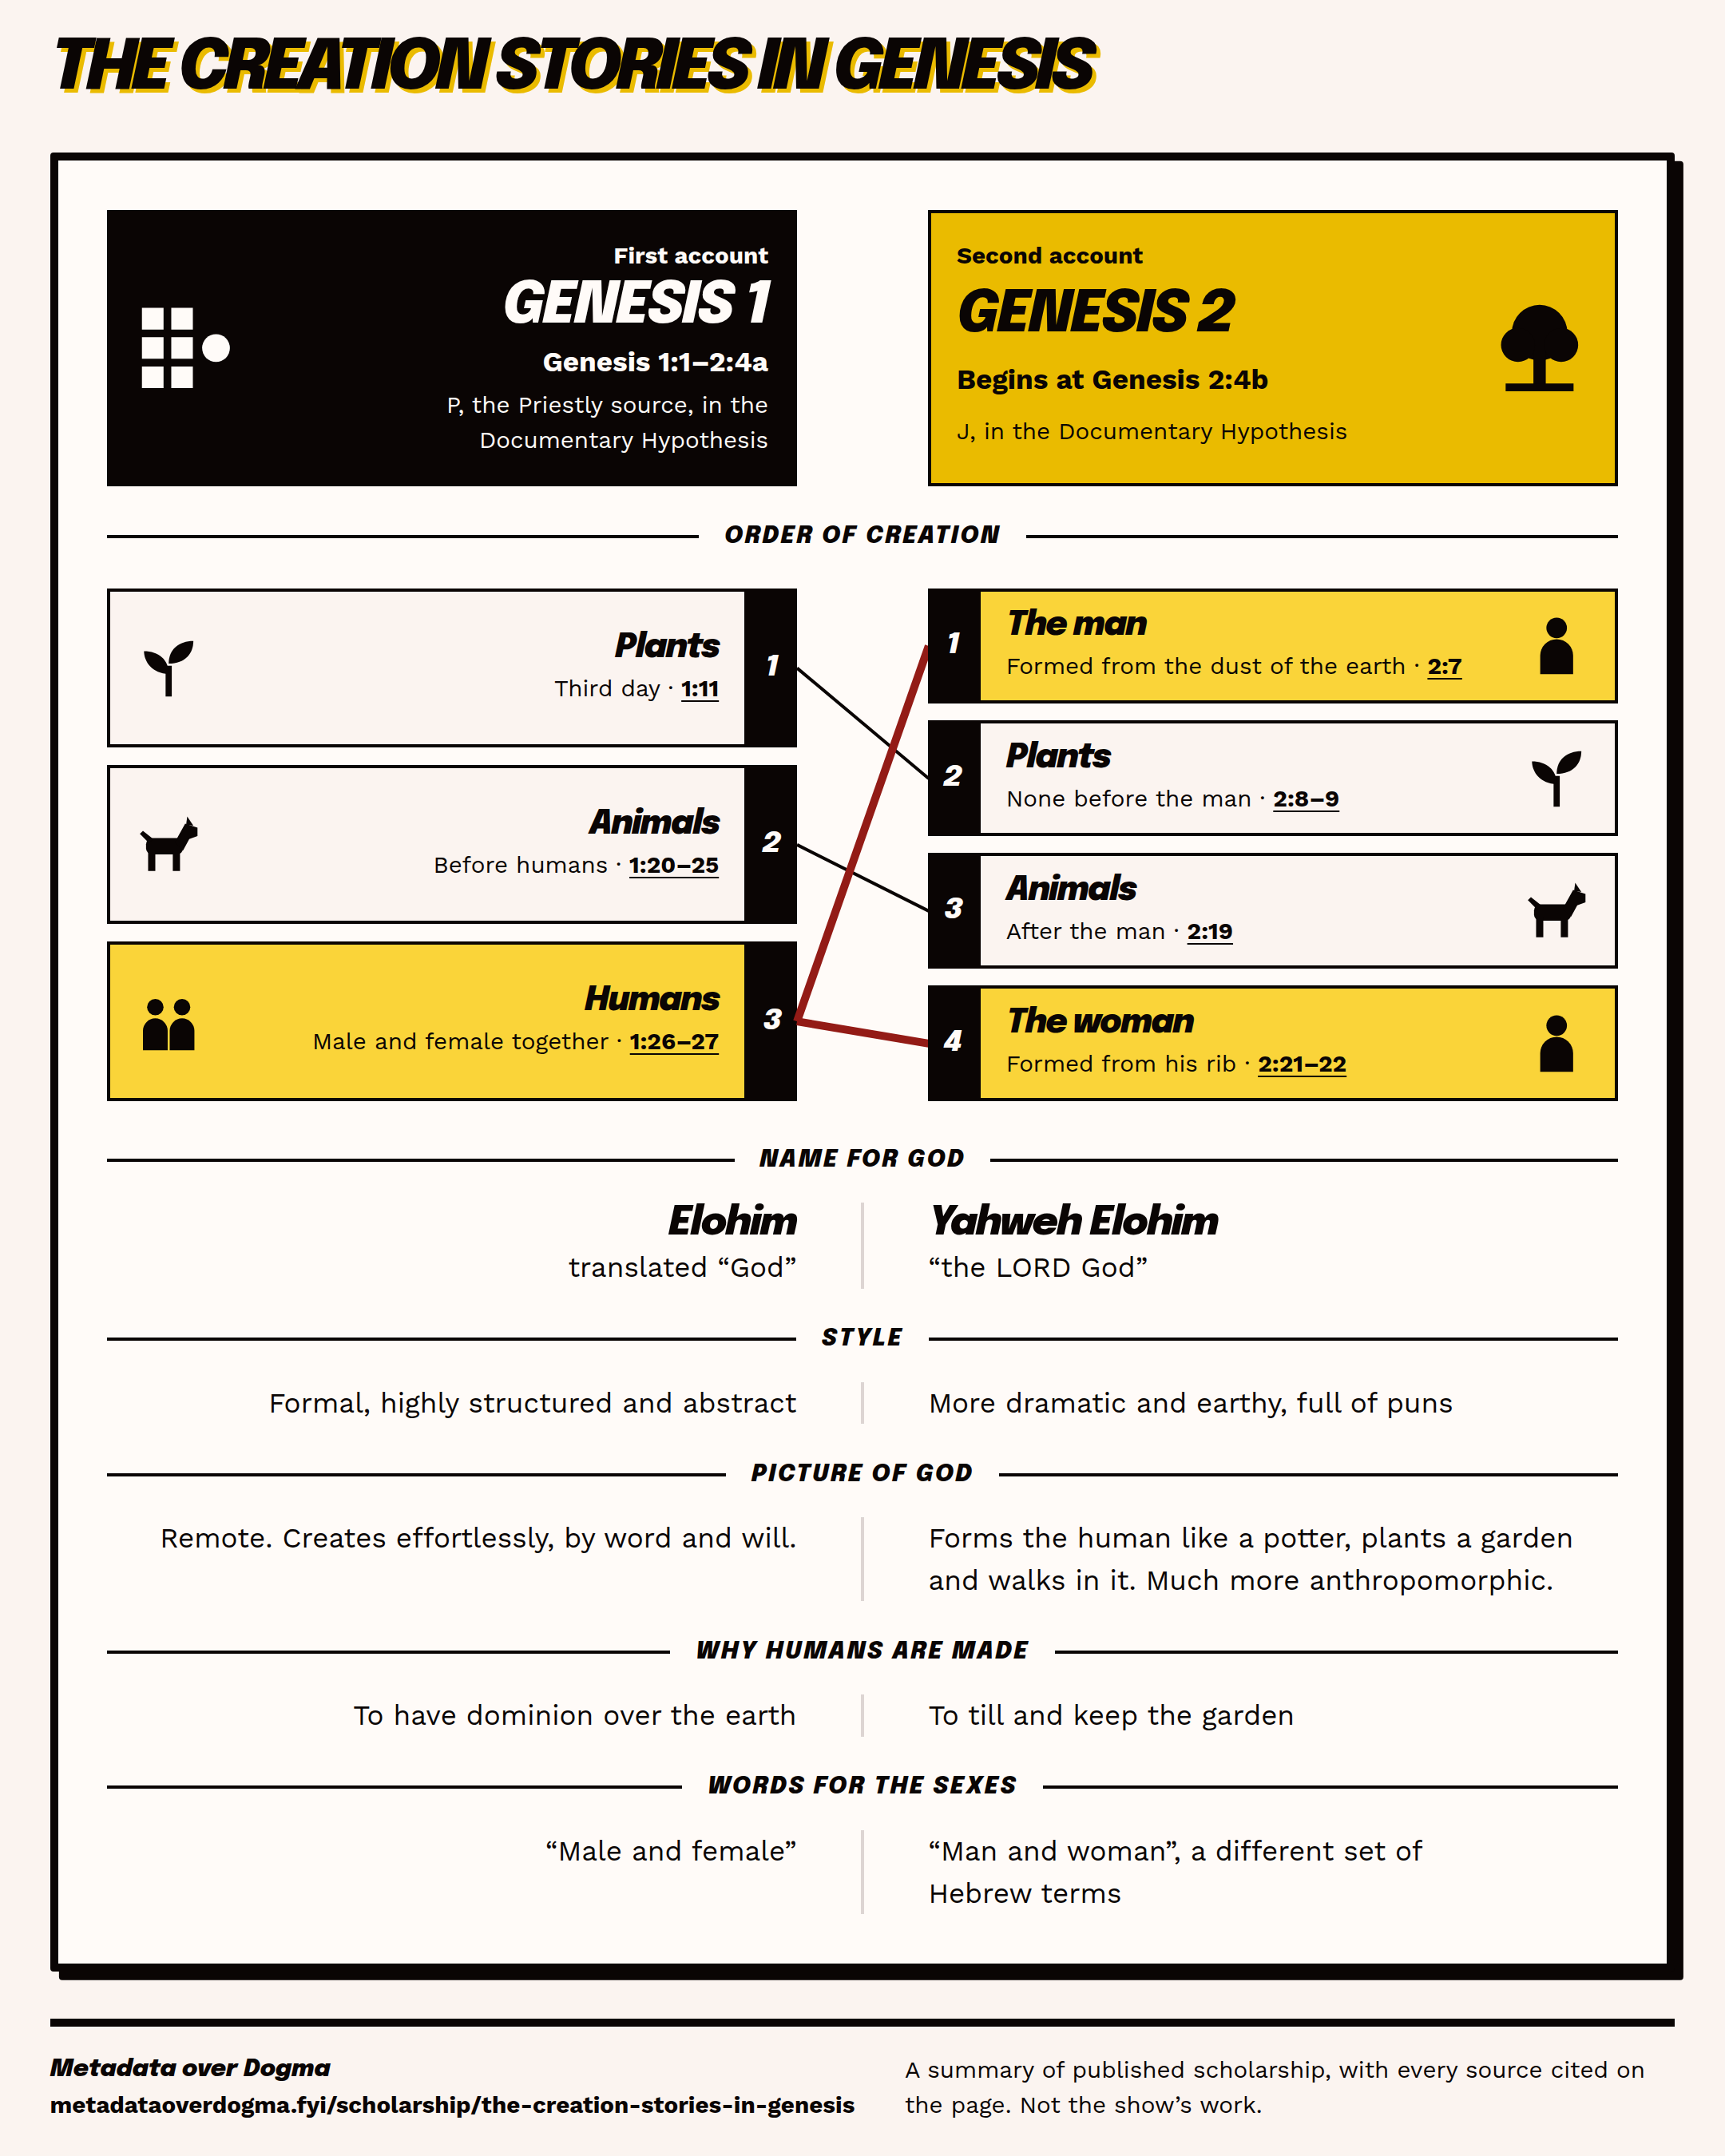 THE CREATION STORIES IN GENESIS
First account
GENESIS 1
Genesis 1:1–2:4a
P, the Priestly source, in the
Documentary Hypothesis
Second account
GENESIS 2
Begins at Genesis 2:4b
J, in the Documentary Hypothesis
ORDER OF CREATION
Plants
Third day · 1:11
1
Animals
Before humans · 1:20–25
2
Humans
Male and female together · 1:26–27
3
1
The man
Formed from the dust of the earth · 2:7
2
Plants
None before the man · 2:8–9
3
Animals
After the man · 2:19
4
The woman
Formed from his rib · 2:21–22
NAME FOR GOD
Elohim
translated “God”
Yahweh Elohim
“the LORD God”
STYLE
Formal, highly structured and abstract
More dramatic and earthy, full of puns
PICTURE OF GOD
Remote. Creates effortlessly, by word and will.
Forms the human like a potter, plants a garden
and walks in it. Much more anthropomorphic.
WHY HUMANS ARE MADE
To have dominion over the earth
To till and keep the garden
WORDS FOR THE SEXES
“Male and female”
“Man and woman”, a different set of
Hebrew terms
Metadata over Dogma
metadataoverdogma.fyi/scholarship/the-creation-stories-in-genesis
A summary of published scholarship, with every source cited on
the page. Not the show’s work.